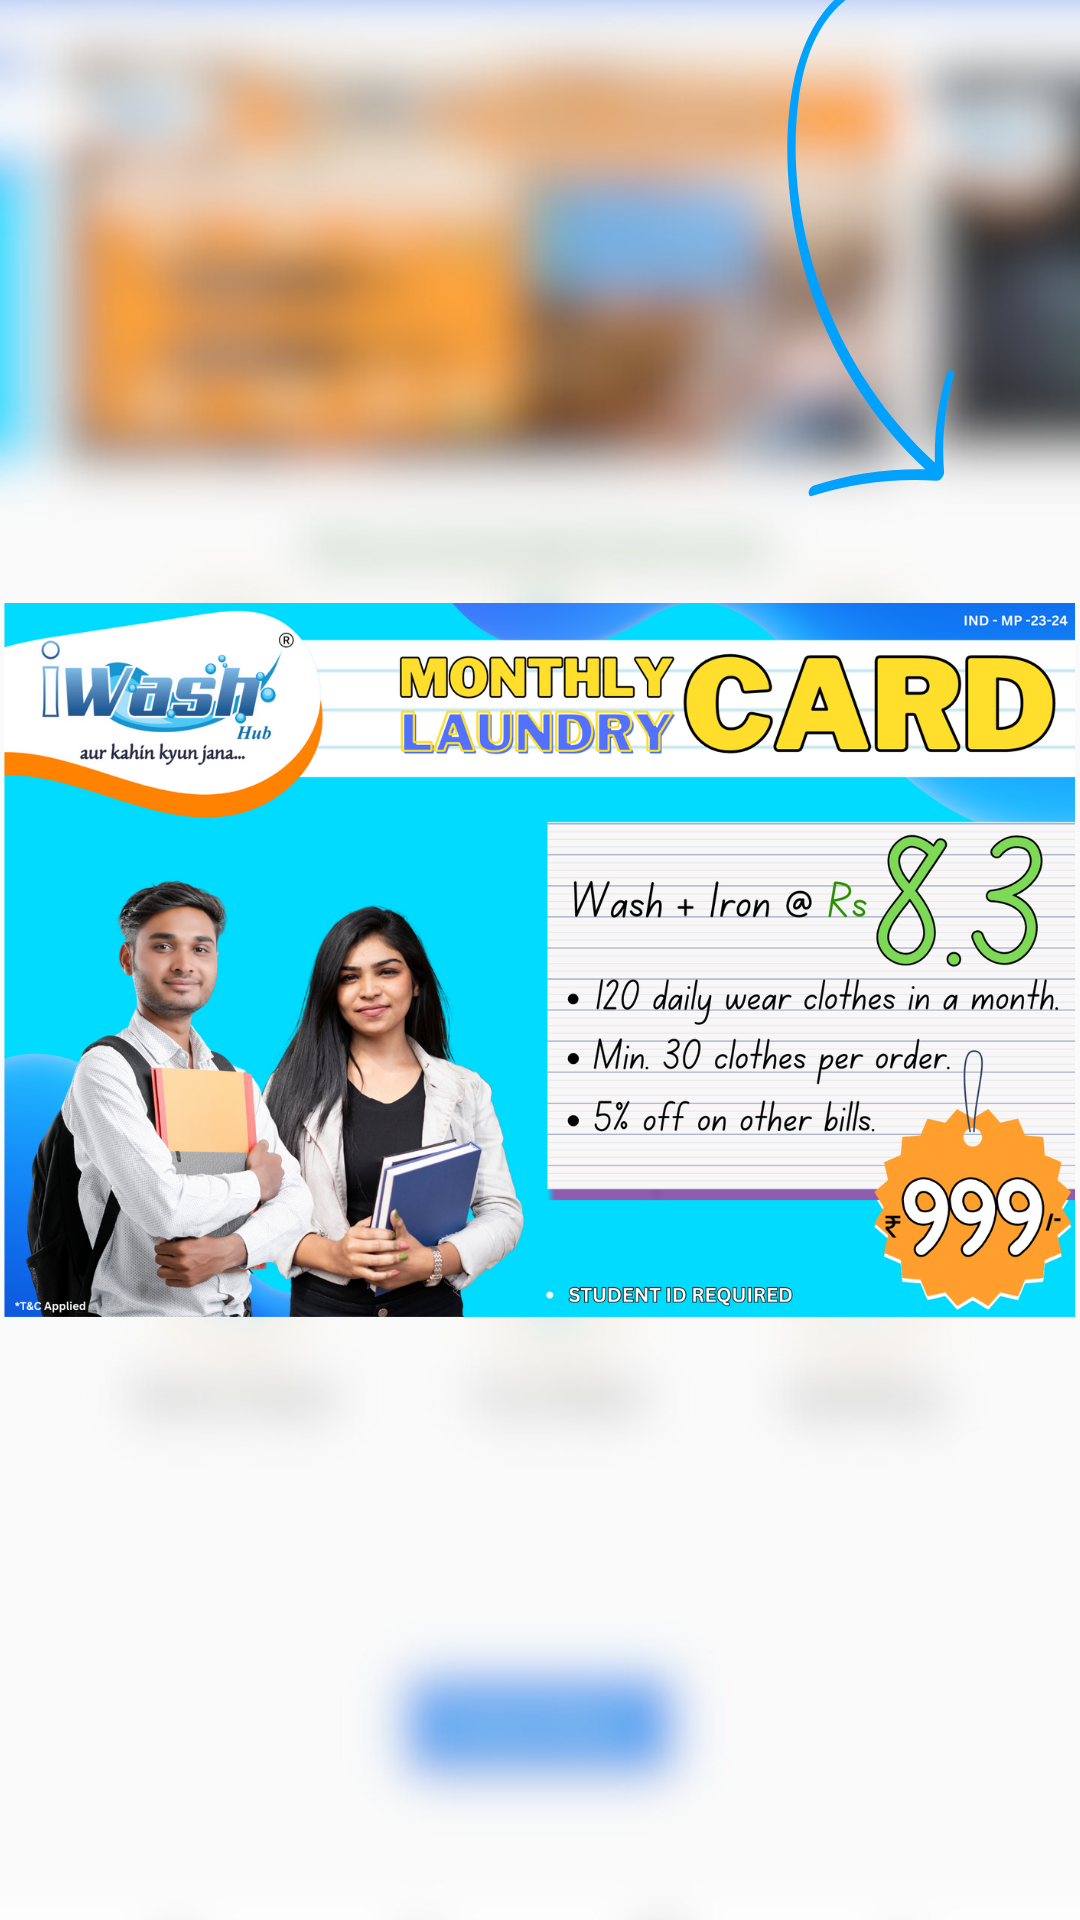 IND - MP -23-24
iWash®
Hub
aur kahin kyun jana...
MONTHLY
LAUNDRY
CARD
Wash + Iron @ Rs 8.3
• 120 daily wear clothes in a month.
• Min. 30 clothes per order.
• 5% off on other bills.
₹999/-
• STUDENT ID REQUIRED
*T&C Applied